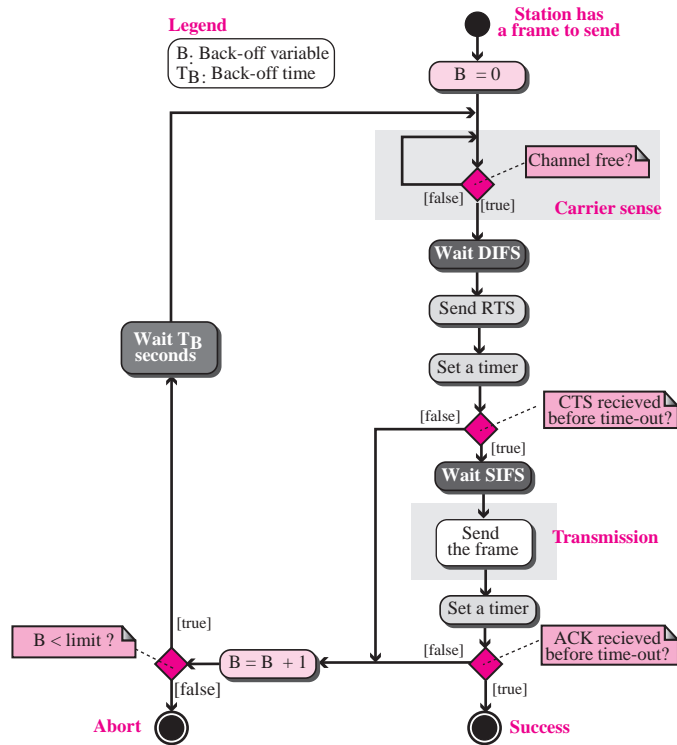 Legend
B: Back-off variable
TB: Back-off time
Station has
a frame to send
B = 0
Channel free?
[false]
[true]
Carrier sense
Wait DIFS
Send RTS
Wait TB
seconds
Set a timer
CTS recieved
before time-out?
[false]
[true]
Wait SIFS
Send
the frame
Transmission
Set a timer
ACK recieved
before time-out?
[false]
[true]
B = B + 1
B < limit ?
[true]
[false]
Abort
Success